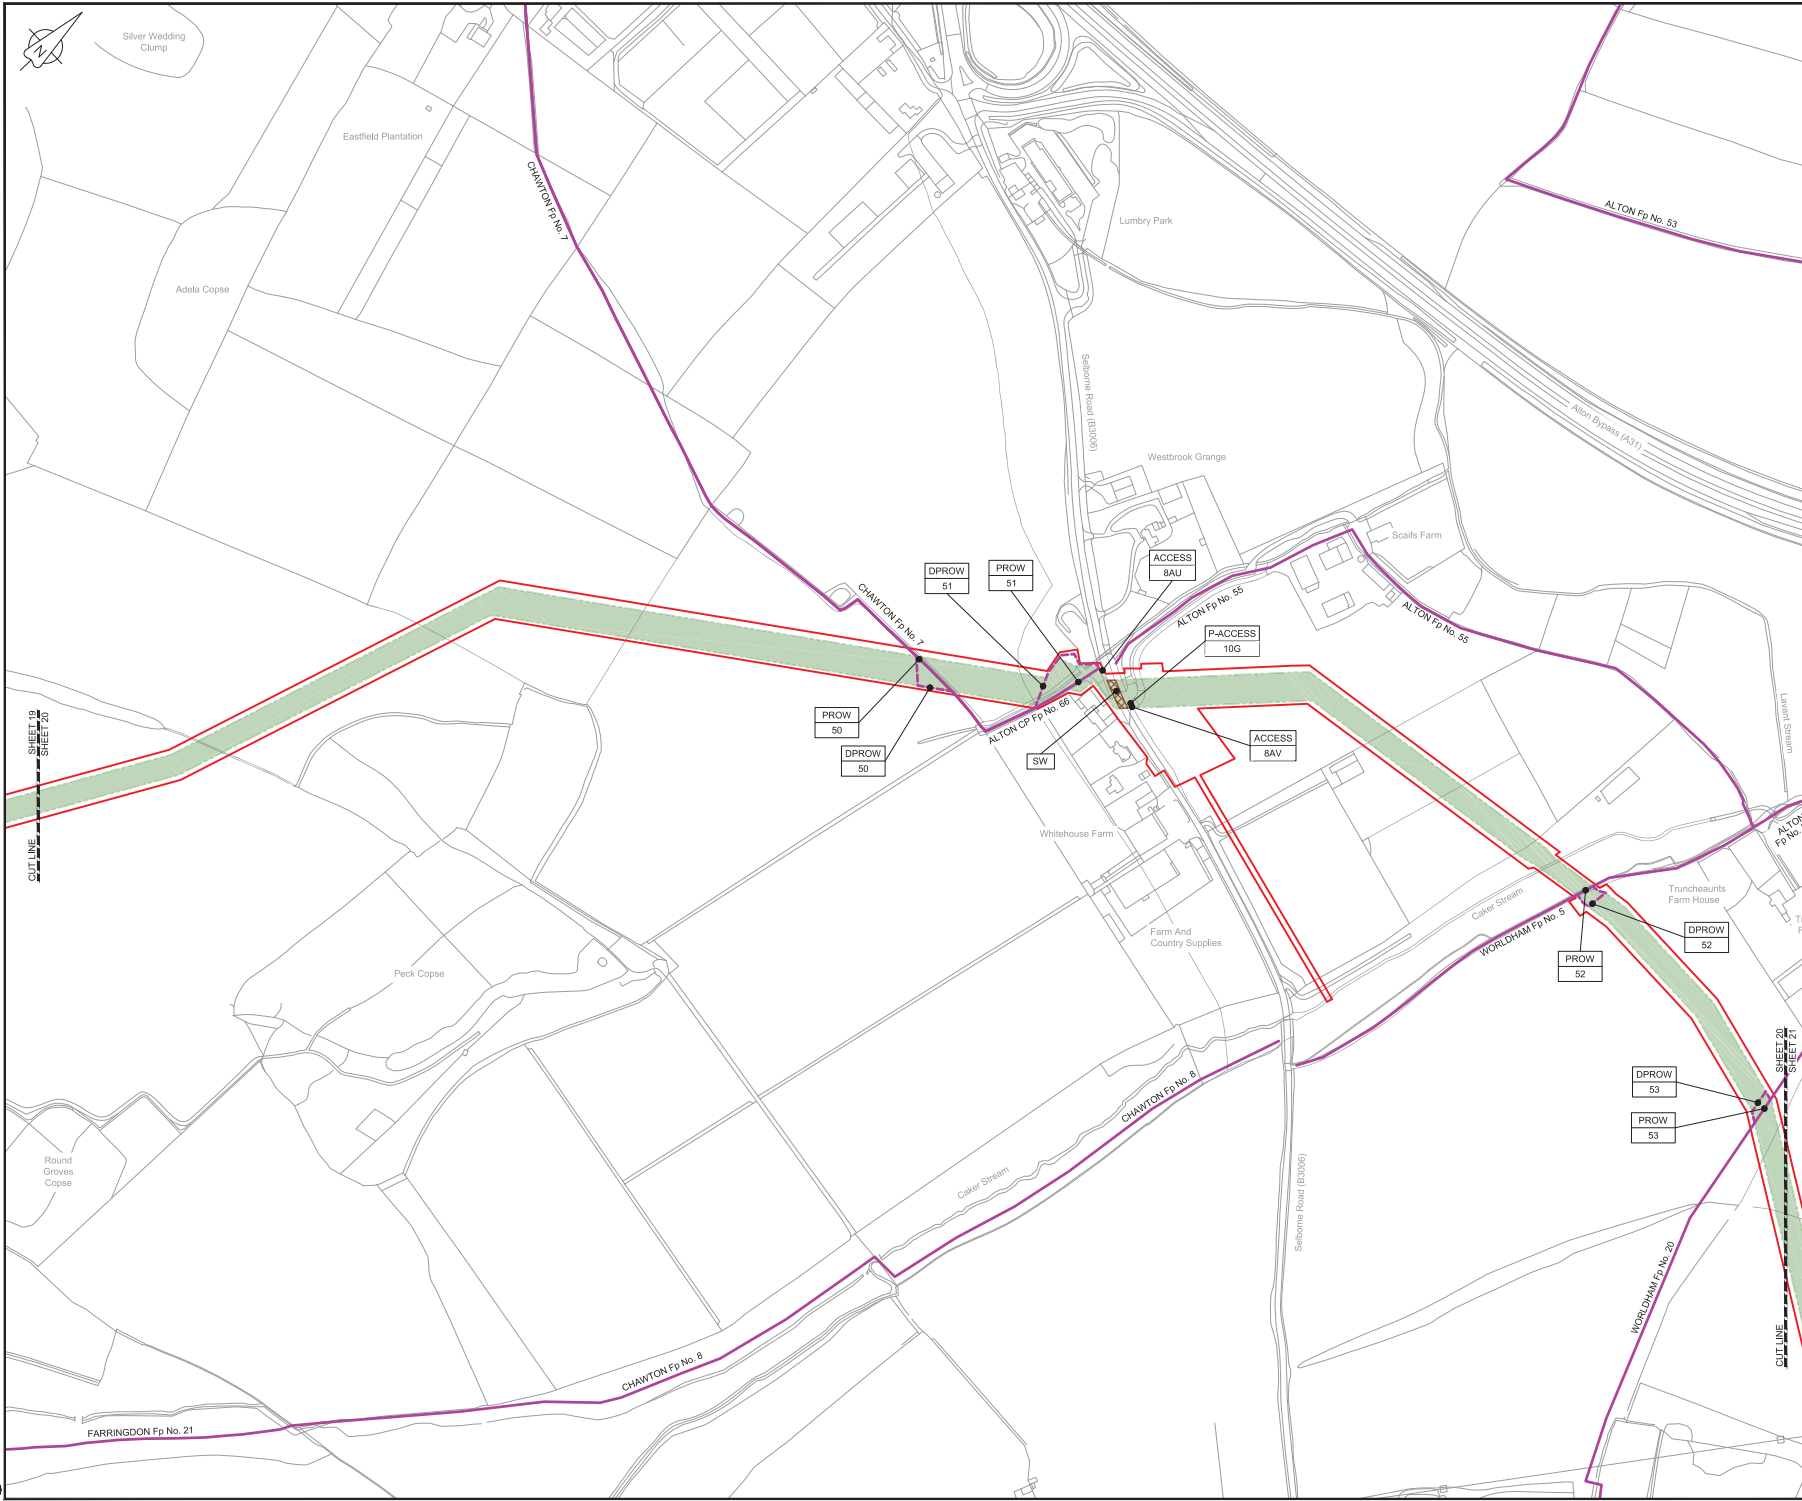 N
Silver Wedding
Clump
Eastfield Plantation
Adela Copse
CHAWTON Fp No. 7
Lumbry Park
ALTON Fp No. 53
Selborne Road (B3006)
Alton Bypass (A31)
Westbrook Grange
Scaifs Farm
ALTON Fp No. 55
ALTON Fp No. 55
CHAWTON Fp No. 7
DPROW
51
PROW
51
ACCESS
8AU
P-ACCESS
10G
PROW
50
DPROW
50
ALTON CP Fp No. 66
SW
ACCESS
8AV
Lavant Stream
SHEET 19
SHEET 20
CUT LINE
Whitehouse Farm
Farm And
Country Supplies
Caker Stream
WORLDHAM Fp No. 5
Truncheaunts
Farm House
ALTON
Fp No.
PROW
52
DPROW
52
Peck Copse
SHEET 20
SHEET 21
CUT LINE
DPROW
53
PROW
53
CHAWTON Fp No. 8
Caker Stream
Selborne Road (B3006)
Round
Groves
Copse
WORLDHAM Fp No. 20
CHAWTON Fp No. 8
FARRINGDON Fp No. 21